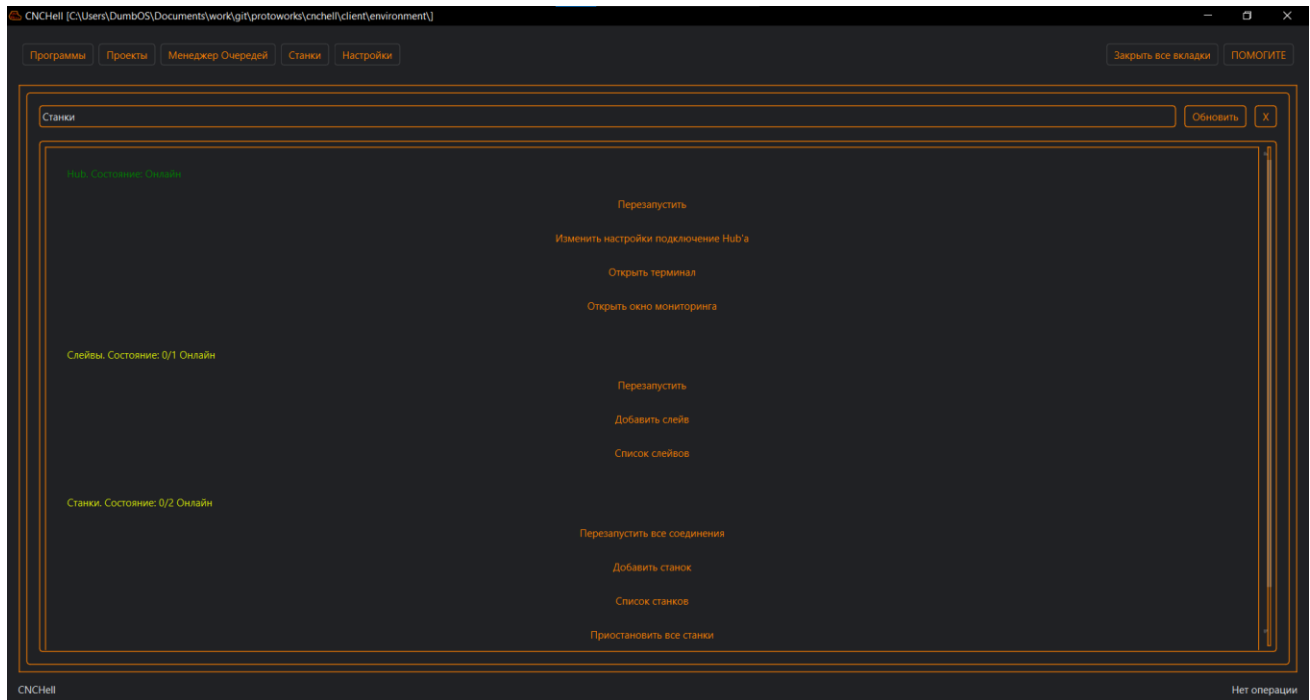 CNCHell [C:\Users\DumbOS\Documents\work\git\protoworks\cnchell\client\environment\]
Программы Проекты Менеджер Очередей Станки Настройки Закрыть все вкладки ПОМОГИТЕ
Станки Обновить X
Hub. Состояние: Онлайн
Перезапустить
Изменить настройки подключение Hub'а
Открыть терминал
Открыть окно мониторинга
Слейвы. Состояние: 0/1 Онлайн
Перезапустить
Добавить слейв
Список слейвов
Станки. Состояние: 0/2 Онлайн
Перезапустить все соединения
Добавить станок
Список станков
Приостановить все станки
CNCHell Нет операции